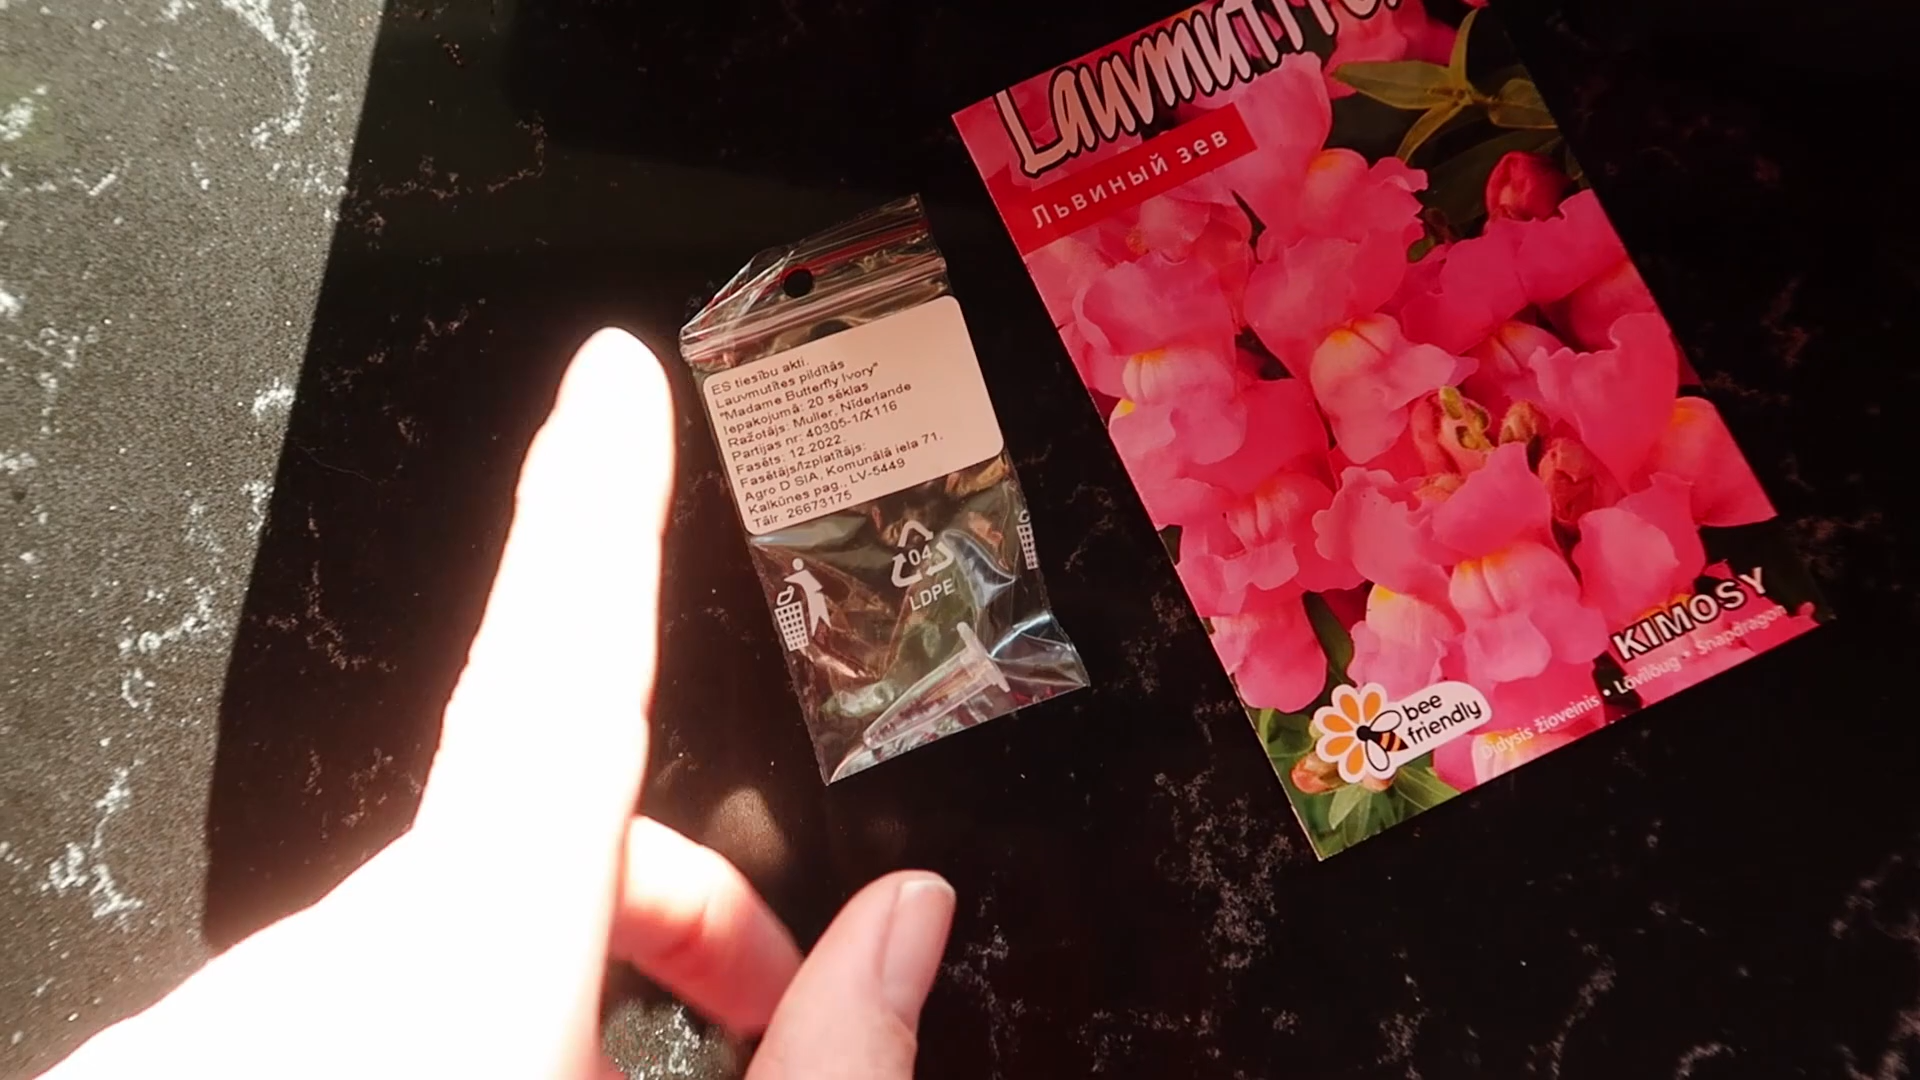 ES tiesību akti.
Lauvmutītes pildītās
"Madame Butterfly Ivory"
Iepakojumā: 20 sēklas
Ražotājs: Muller, Nīderlande
Partijas nr: 40305-1/X116
Fasēts: 12.2022.
Fasētājs/Izplatītājs:
Agro D SIA, Komunālā iela 71.
Kalkūnes pag., LV-5449
Tālr. 26673175
04
LDPE
Львиный зев
KIMOSY
bee
friendly
Didysis žioveinis • Lõvilõug • Snapdragon